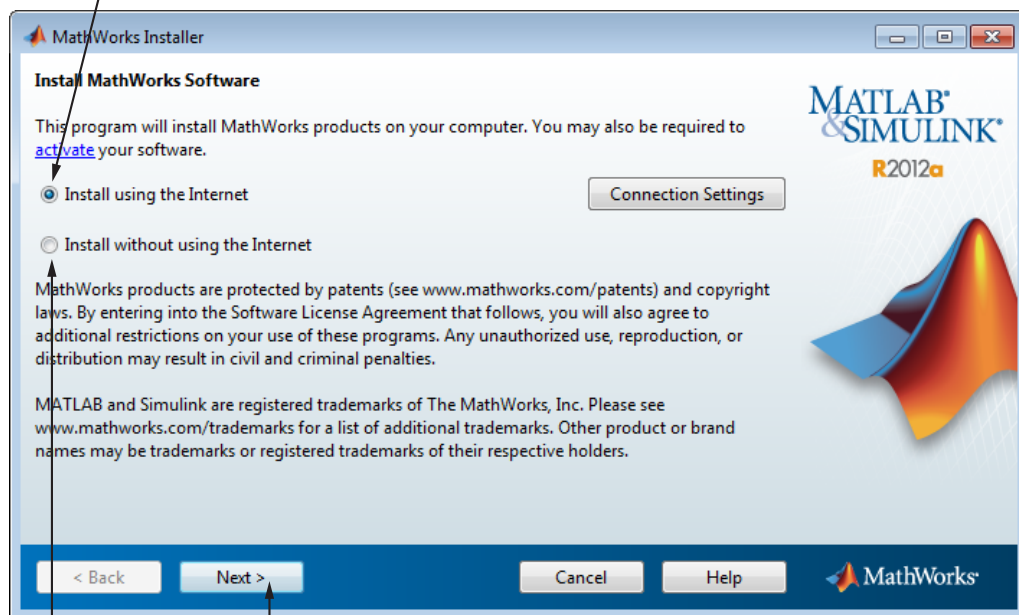 MathWorks Installer
Install MathWorks Software
This program will install MathWorks products on your computer. You may also be required to
activate your software.
Install using the Internet
Connection Settings
Install without using the Internet
MathWorks products are protected by patents (see www.mathworks.com/patents) and copyright
laws. By entering into the Software License Agreement that follows, you will also agree to
additional restrictions on your use of these programs. Any unauthorized use, reproduction, or
distribution may result in civil and criminal penalties.
MATLAB and Simulink are registered trademarks of The MathWorks, Inc. Please see
www.mathworks.com/trademarks for a list of additional trademarks. Other product or brand
names may be trademarks or registered trademarks of their respective holders.
MATLAB®
&SIMULINK®
R2012a
< Back
Next >
Cancel
Help
MathWorks®